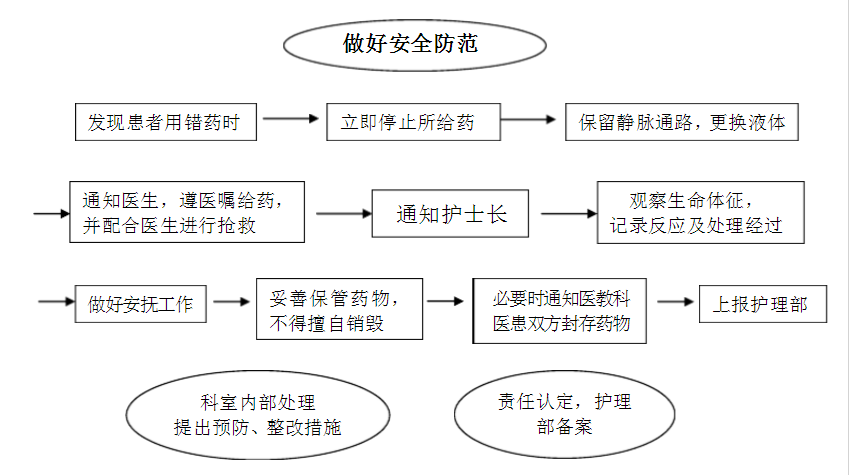 做好安全防范
发现患者用错药时
立即停止所给药
保留静脉通路，更换液体
通知医生，遵医嘱给药，
并配合医生进行抢救
通知护士长
观察生命体征，
记录反应及处理经过
做好安抚工作
妥善保管药物，
不得擅自销毁
必要时通知医教科
医患双方封存药物
上报护理部
科室内部处理
提出预防、整改措施
责任认定，护理
部备案